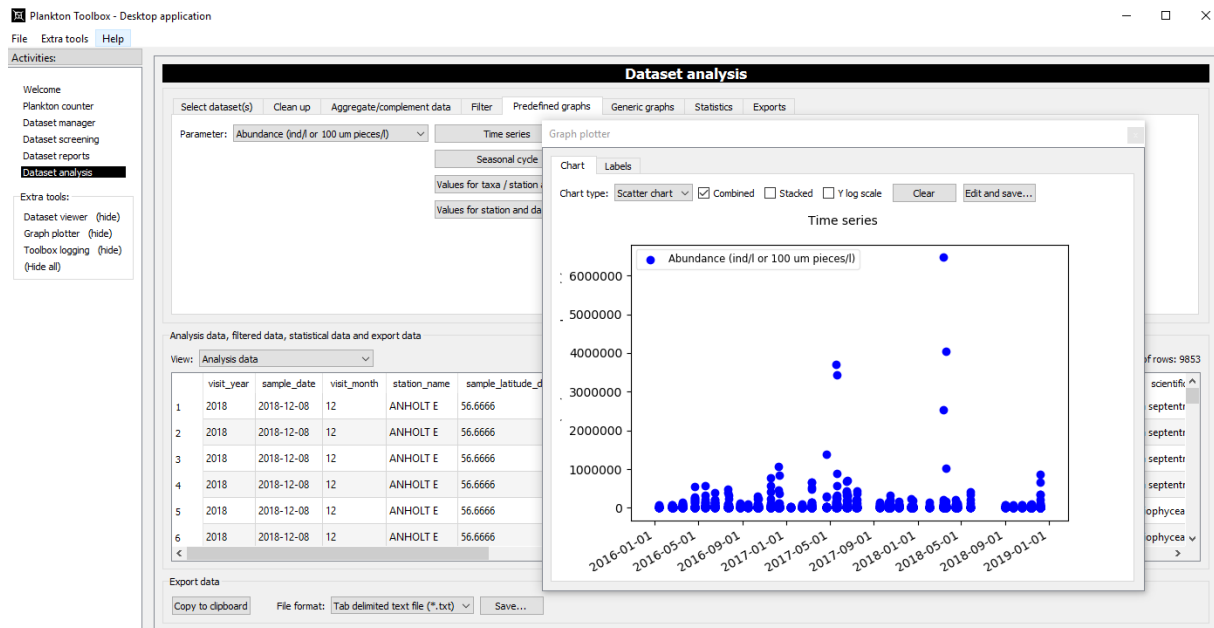 Plankton Toolbox - Desktop application
File Extra tools Help
Activities:
Welcome
Plankton counter
Dataset manager
Dataset screening
Dataset reports
Dataset analysis
Extra tools:
Dataset viewer (hide)
Graph plotter (hide)
Toolbox logging (hide)
(Hide all)
Dataset analysis
Select dataset(s) Clean up Aggregate/complement data Filter Predefined graphs Generic graphs Statistics Exports
Parameter: Abundance (ind/l or 100 um pieces/l) Time series
Seasonal cycle
Values for taxa / station
Values for station and da
Graph plotter
Chart Labels
Chart type: Scatter chart Combined Stacked Y log scale Clear Edit and save...
Time series
Abundance (ind/l or 100 um pieces/l)
6000000
5000000
4000000
3000000
2000000
1000000
0
2016-01-01 2016-05-01 2016-09-01 2017-01-01 2017-05-01 2017-09-01 2018-01-01 2018-05-01 2018-09-01 2019-01-01
Analysis data, filtered data, statistical data and export data
View: Analysis data of rows: 9853
visit_year sample_date visit_month station_name sample_latitude_d scientific
1 2018 2018-12-08 12 ANHOLT E 56.6666 septentr
2 2018 2018-12-08 12 ANHOLT E 56.6666 septentr
3 2018 2018-12-08 12 ANHOLT E 56.6666 septentr
4 2018 2018-12-08 12 ANHOLT E 56.6666 septentr
5 2018 2018-12-08 12 ANHOLT E 56.6666 ophycea
6 2018 2018-12-08 12 ANHOLT E 56.6666 ophycea
Export data
Copy to clipboard File format: Tab delimited text file (*.txt) Save...